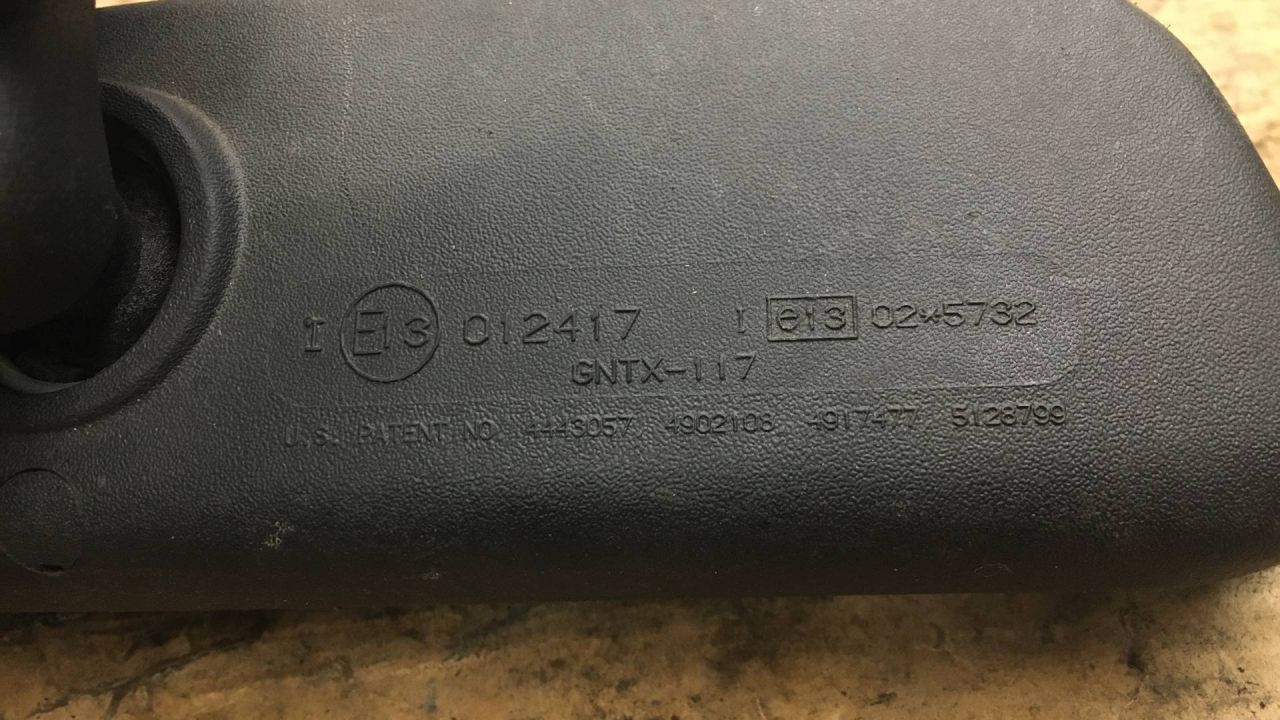 I E13 012417 I e13 02*5732
GNTX-117
U.S. PATENT NO. 4443057 4902108 4917477 5128799